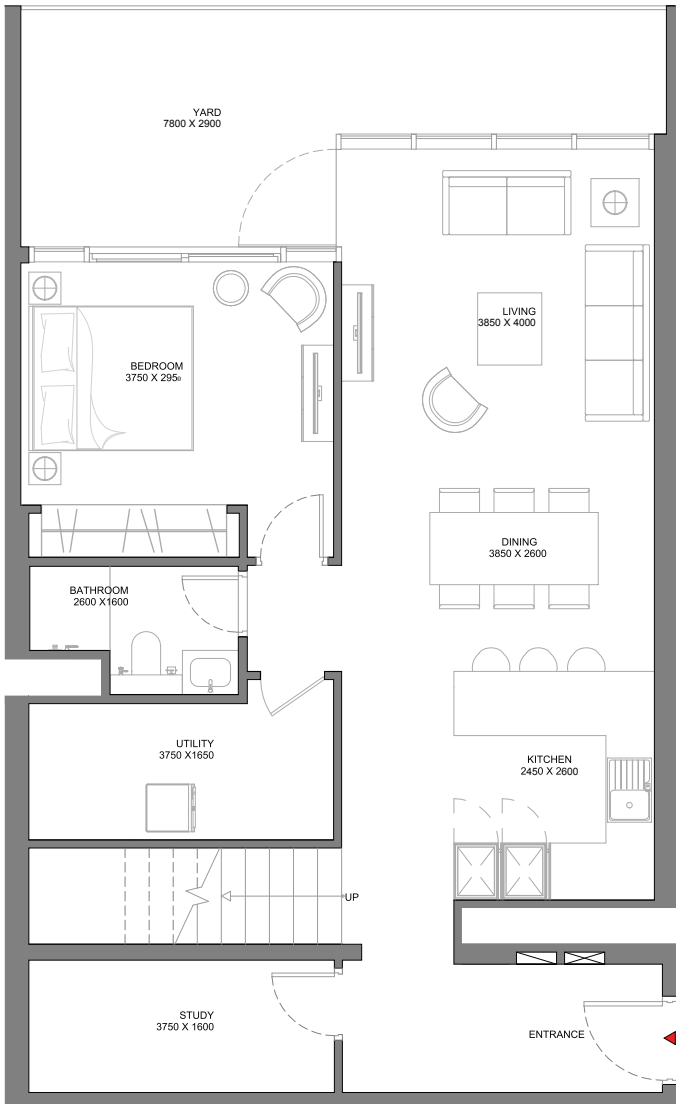 YARD
7800 X 2900
LIVING
3850 X 4000
BEDROOM
3750 X 2950
DINING
3850 X 2600
BATHROOM
2600 X1600
UTILITY
3750 X1650
KITCHEN
2450 X 2600
UP
STUDY
3750 X 1600
ENTRANCE